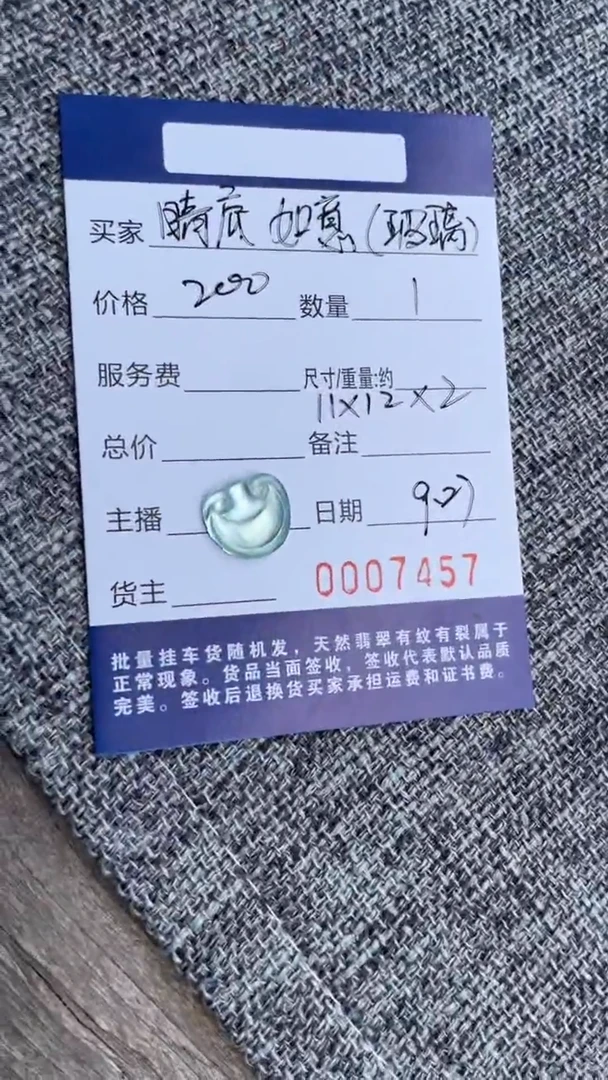 买家 晴底 如意(玻璃)
价格 200 数量 1
服务费 尺寸/重量:约
11×12×2
总价 备注
主播 日期 9.27
货主 0007457
批量挂车货随机发，天然翡翠有纹有裂属于
正常现象。货品当面签收，签收代表默认品质
完美。签收后退换货买家承担运费和证书费。